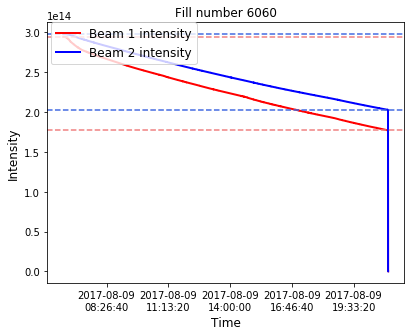 Fill number 6060
1e14
Beam 1 intensity
Beam 2 intensity
3.0
2.5
2.0
1.5
1.0
0.5
0.0
Intensity
2017-08-09
08:26:40
2017-08-09
11:13:20
2017-08-09
14:00:00
2017-08-09
16:46:40
2017-08-09
19:33:20
Time